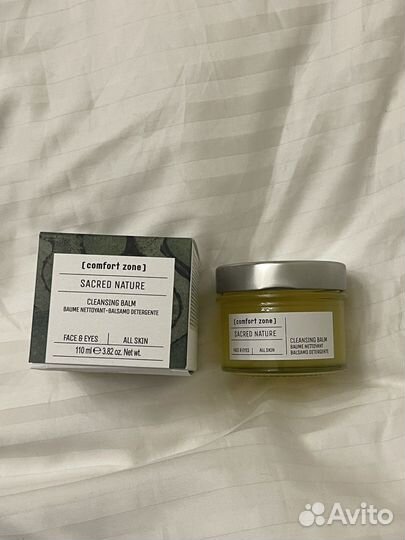 [ comfort zone ]
SACRED NATURE
CLEANSING BALM
BAUME NETTOYANT-BALSAMO DETERGENTE
FACE & EYES | ALL SKIN
110 ml ℮ 3.82 oz. Net wt.
[ comfort zone ]
SACRED NATURE
FACE & EYES | ALL SKIN
CLEANSING BALM
BAUME NETTOYANT
BALSAMO DETERGENTE
Avito